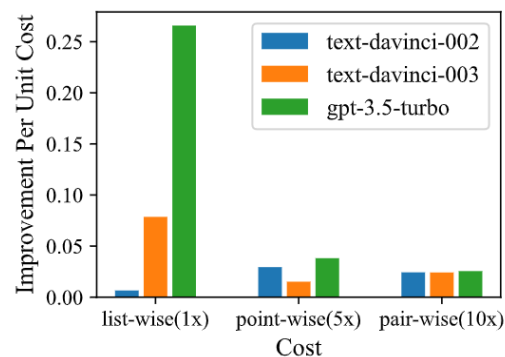 Improvement Per Unit Cost
0.25
0.20
0.15
0.10
0.05
0.00
text-davinci-002
text-davinci-003
gpt-3.5-turbo
list-wise(1x) point-wise(5x) pair-wise(10x)
Cost